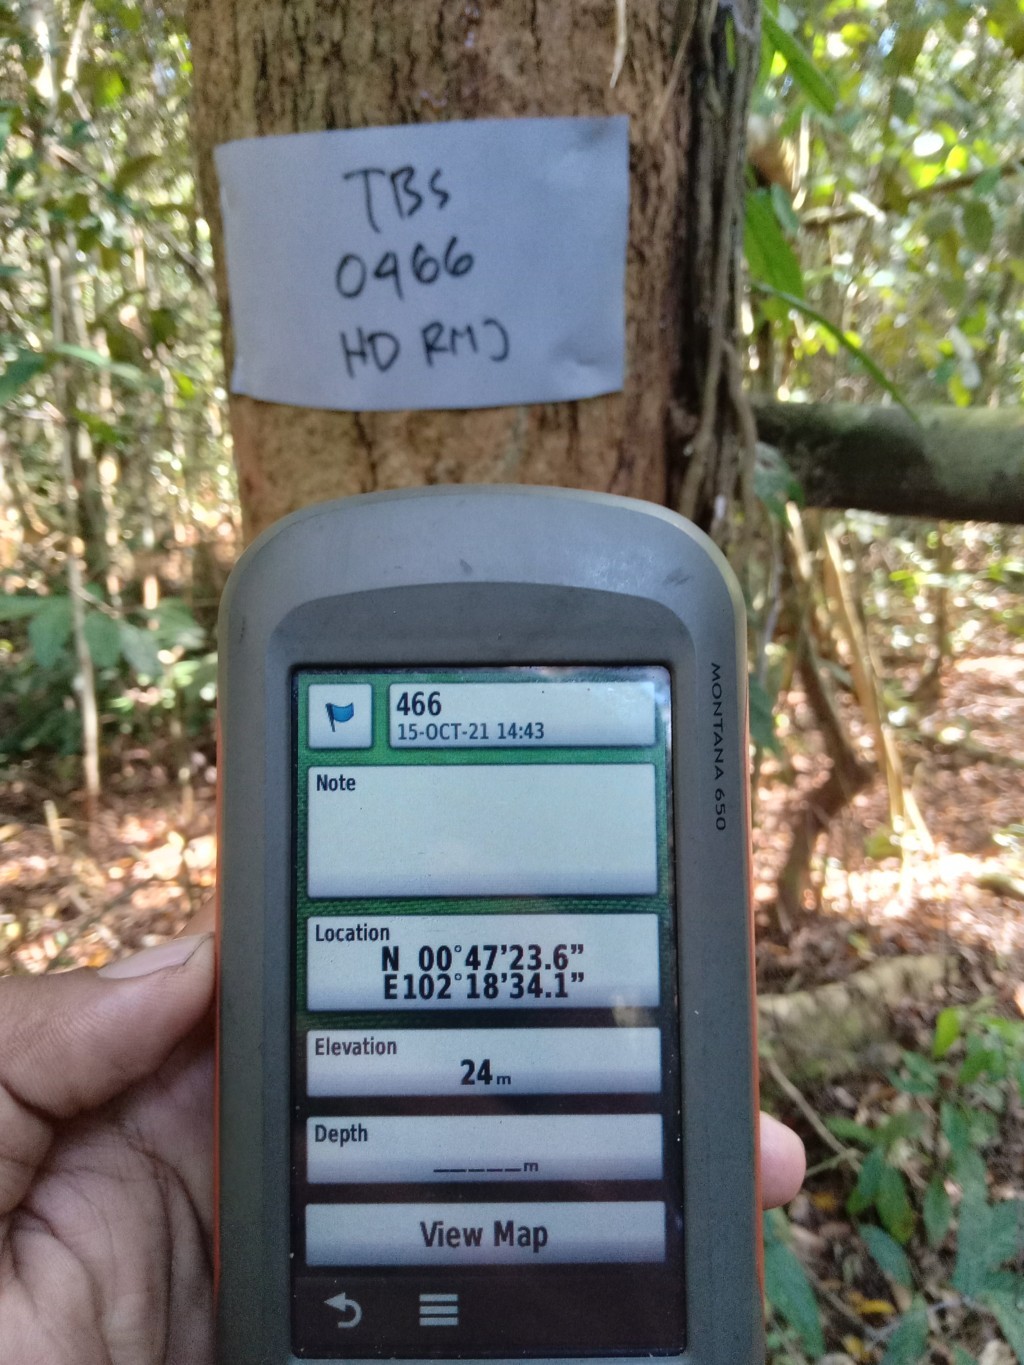 TBS
0466
HD RMJ
MONTANA 650
466
15-OCT-21 14:43
Note
Location
N 00°47'23.6"
E102°18'34.1"
Elevation
24m
Depth
_____m
View Map